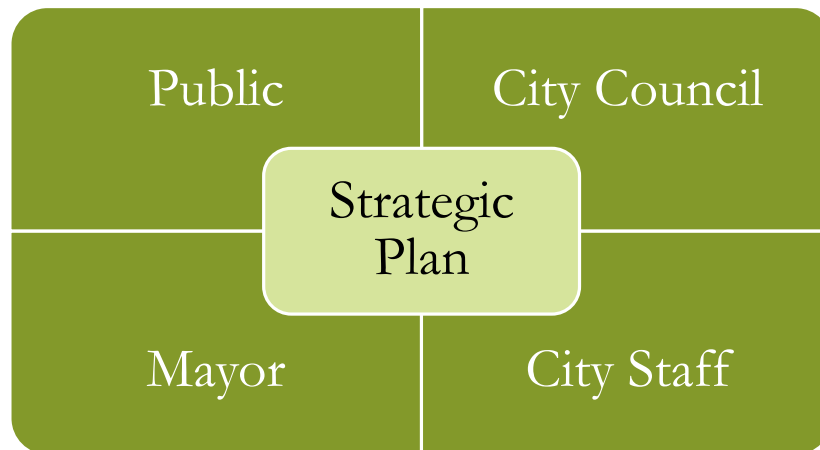 Public
City Council
Strategic
Plan
Mayor
City Staff